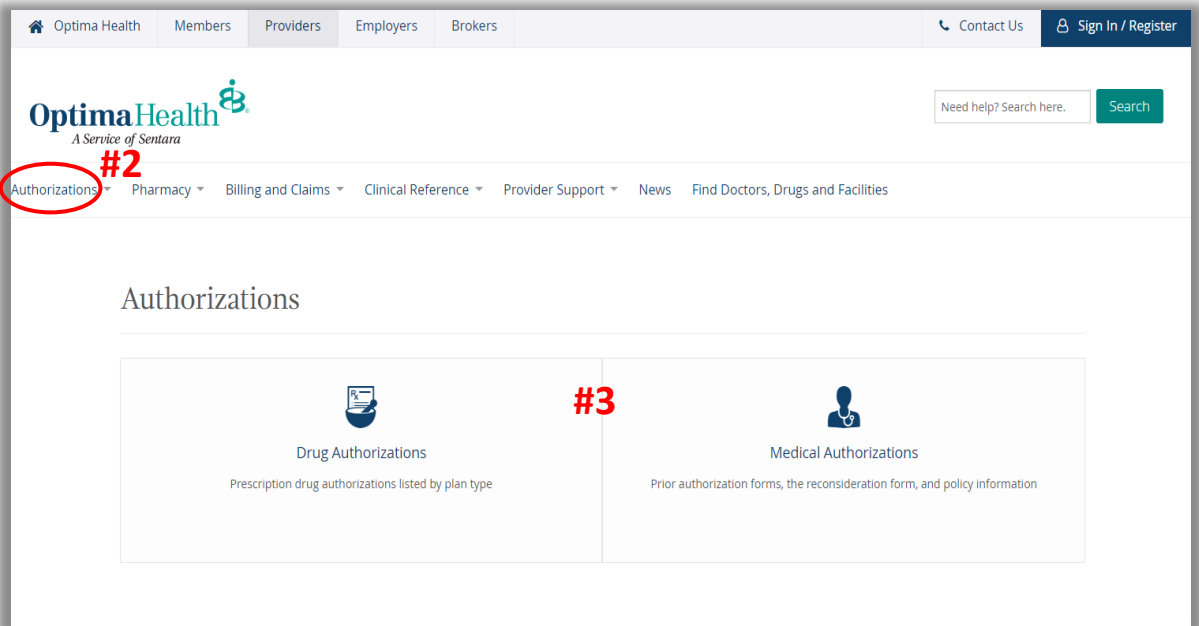 Optima Health Members Providers Employers Brokers Contact Us Sign In / Register
OptimaHealth
A Service of Sentara
Need help? Search here. Search
#2
Authorizations Pharmacy Billing and Claims Clinical Reference Provider Support News Find Doctors, Drugs and Facilities
Authorizations
#3
Rx
Drug Authorizations
Prescription drug authorizations listed by plan type
Medical Authorizations
Prior authorization forms, the reconsideration form, and policy information